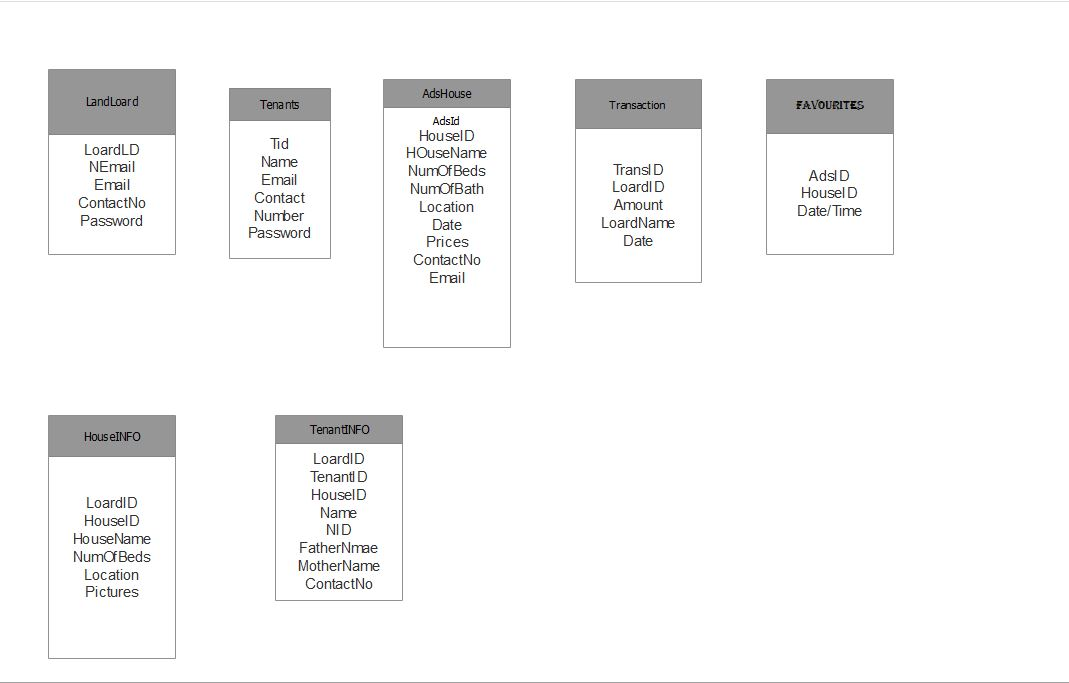 LandLoard
LoardLD
NEmail
Email
ContactNo
Password
Tenants
Tid
Name
Email
Contact
Number
Password
AdsHouse
AdsId
HouseID
HOuseName
NumOfBeds
NumOfBath
Location
Date
Prices
ContactNo
Email
Transaction
TransID
LoardID
Amount
LoardName
Date
FAVOURITES
AdsID
HouseID
Date/Time
HouseINFO
LoardID
HouseID
HouseName
NumOfBeds
Location
Pictures
TenantINFO
LoardID
TenantID
HouseID
Name
NID
FatherNmae
MotherName
ContactNo